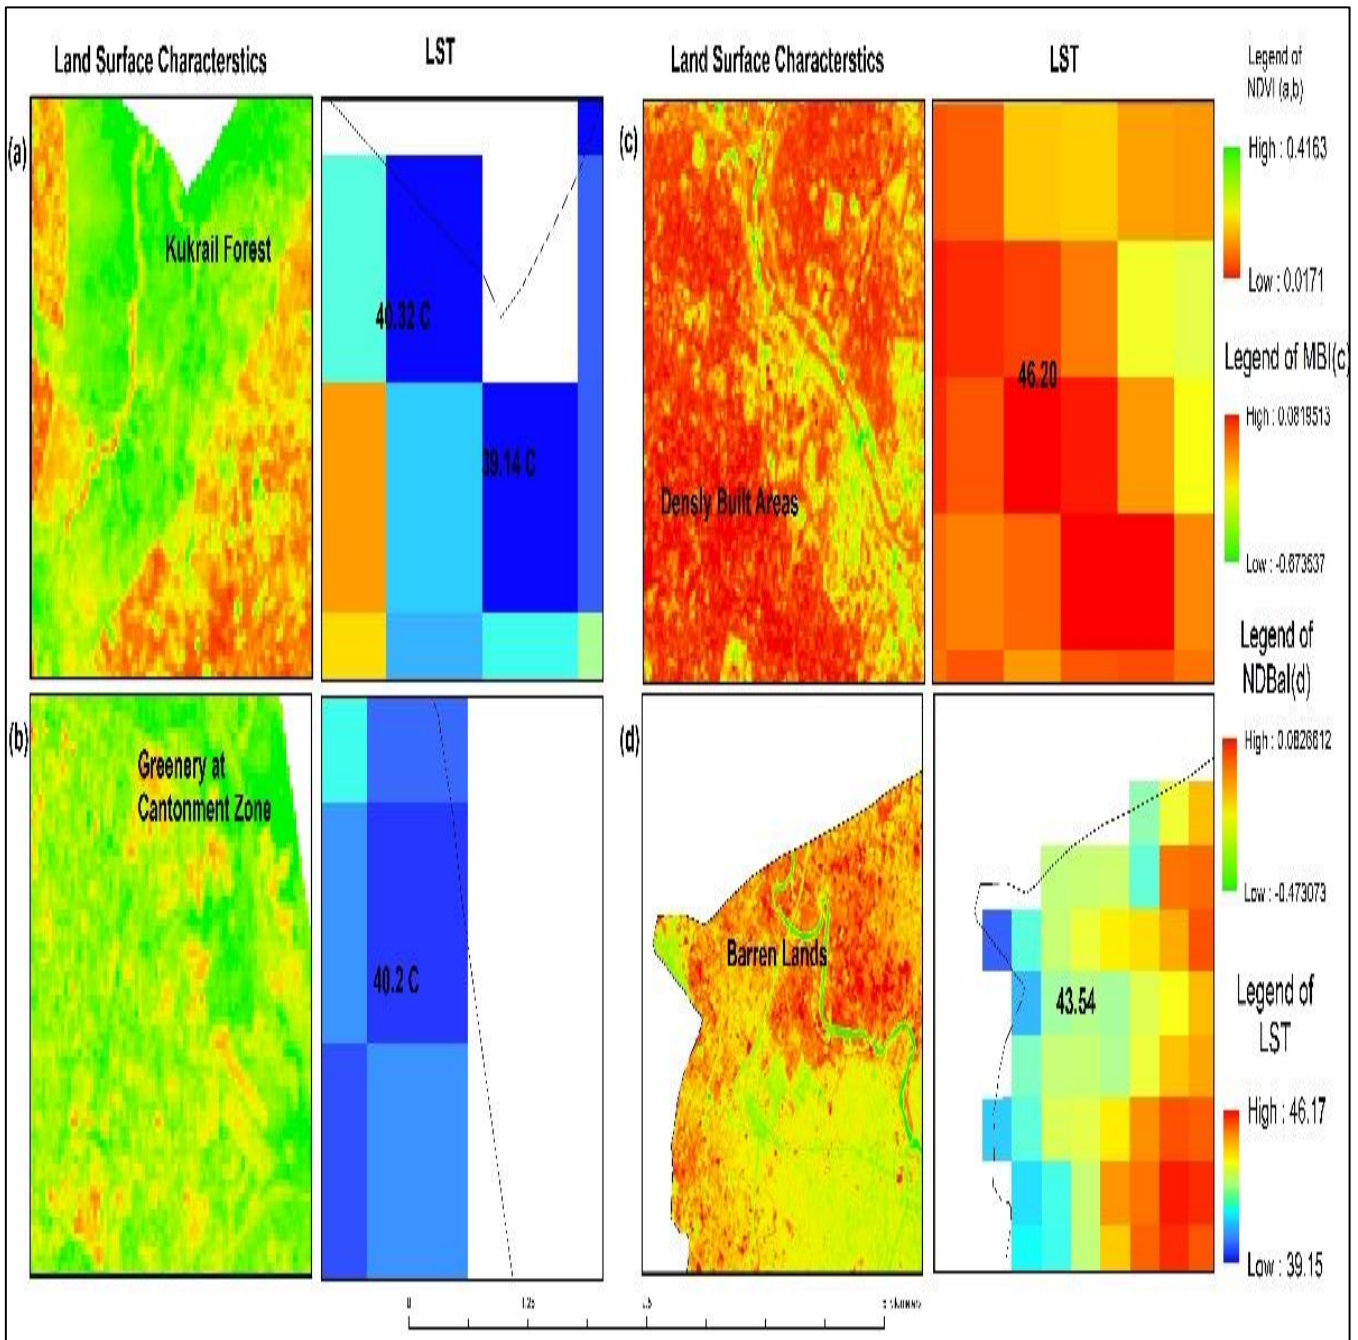 Land Surface Characterstics
LST
Land Surface Characterstics
LST
(a)
Kukrail Forest
40.32 C
39.14 C
(c)
Densly Built Areas
46.20
(b)
Greenery at
Cantonment Zone
40.2 C
(d)
Barren Lands
43.54
Legend of
NDVI (a,b)
High : 0.4163
Low : 0.0171
Legend of MBI(c)
High : 0.0819513
Low : -0.673537
Legend of
NDBaI(d)
High : 0.0826612
Low : -0.473073
Legend of
LST
High : 46.17
Low : 39.15
0